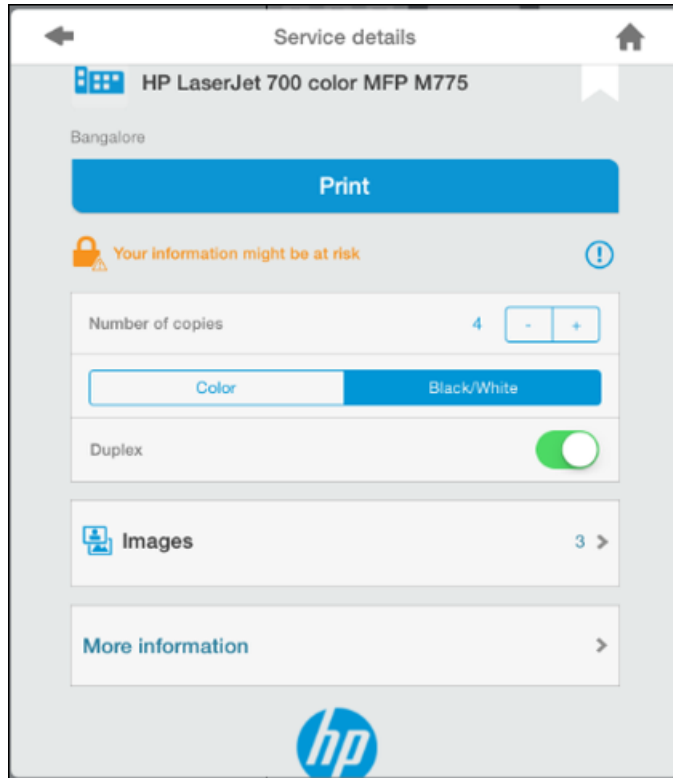 Service details
HP LaserJet 700 color MFP M775
Bangalore
Print
Your information might be at risk
Number of copies 4 - +
Color Black/White
Duplex
Images 3
More information
hp